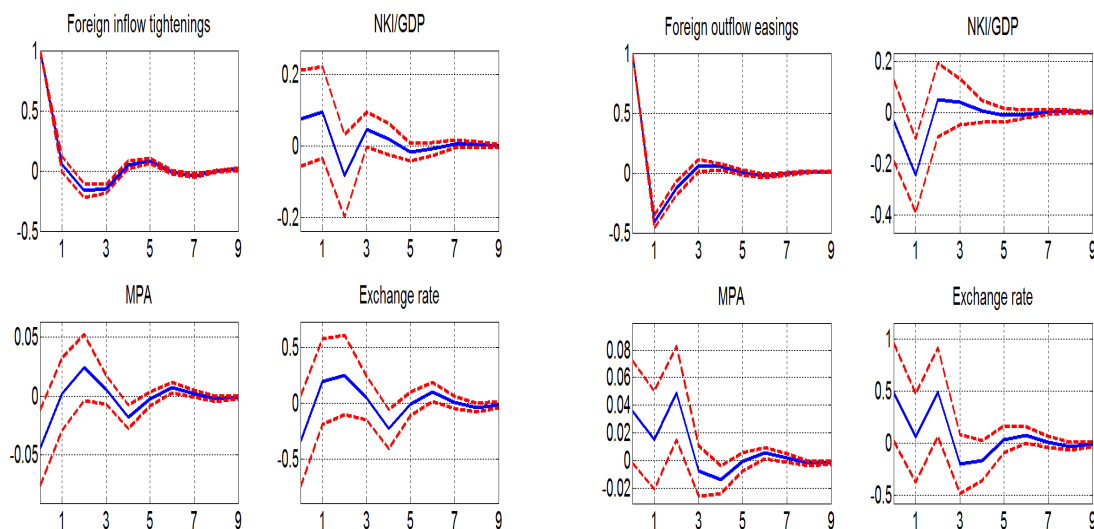 Foreign inflow tightenings
1
0.5
0
-0.5
1 3 5 7 9
NKI/GDP
0.2
0
-0.2
1 3 5 7 9
MPA
0.05
0
-0.05
1 3 5 7 9
Exchange rate
0.5
0
-0.5
1 3 5 7 9
Foreign outflow easings
1
0.5
0
-0.5
1 3 5 7 9
NKI/GDP
0.2
0
-0.2
-0.4
1 3 5 7 9
MPA
0.08
0.06
0.04
0.02
0
-0.02
1 3 5 7 9
Exchange rate
1
0.5
0
-0.5
1 3 5 7 9